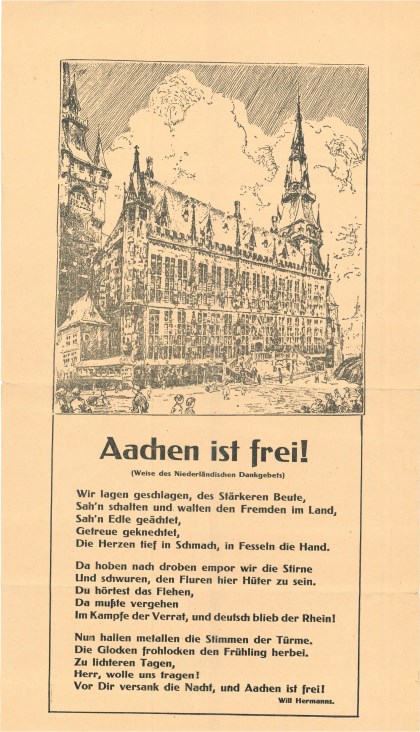 Aachen ist frei!
(Weise des Niederländischen Dankgebets)
Wir lagen geschlagen, des Stärkeren Beute,
Sah'n schalten und walten den Fremden im Land,
Sah'n Edle geächtet,
Getreue geknechtet,
Die Herzen tief in Schmach, in Fesseln die Hand.
Da hoben nach droben empor wir die Stirne
Und schwuren, den Fluren hier Hüter zu sein.
Du hörtest das Flehen,
Da mußte vergehen
Im Kampfe der Verrat, und deutsch blieb der Rhein!
Nun hallen metallen die Stimmen der Türme.
Die Glocken frohlocken den Frühling herbei.
Zu lichteren Tagen,
Herr, wolle uns tragen!
Vor Dir versank die Nacht, und Aachen ist frei!
Will Hermanns.